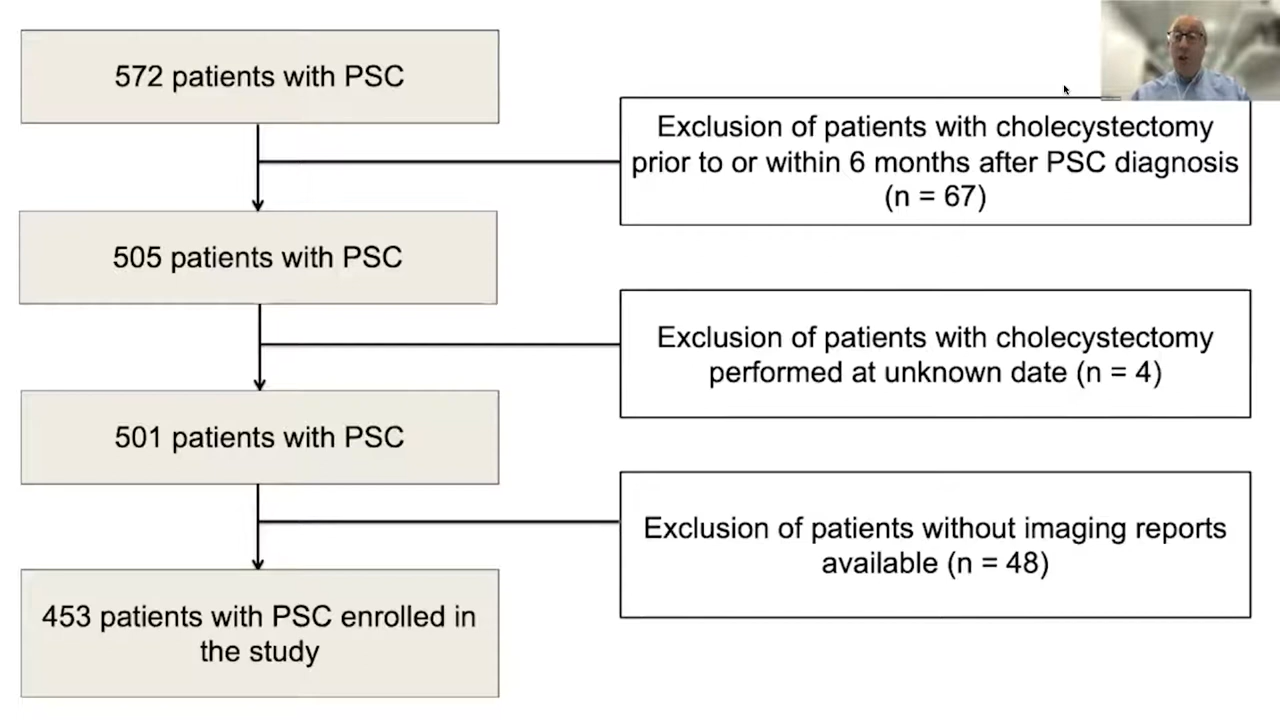 572 patients with PSC
Exclusion of patients with cholecystectomy
prior to or within 6 months after PSC diagnosis
(n = 67)
505 patients with PSC
Exclusion of patients with cholecystectomy
performed at unknown date (n = 4)
501 patients with PSC
Exclusion of patients without imaging reports
available (n = 48)
453 patients with PSC enrolled in
the study